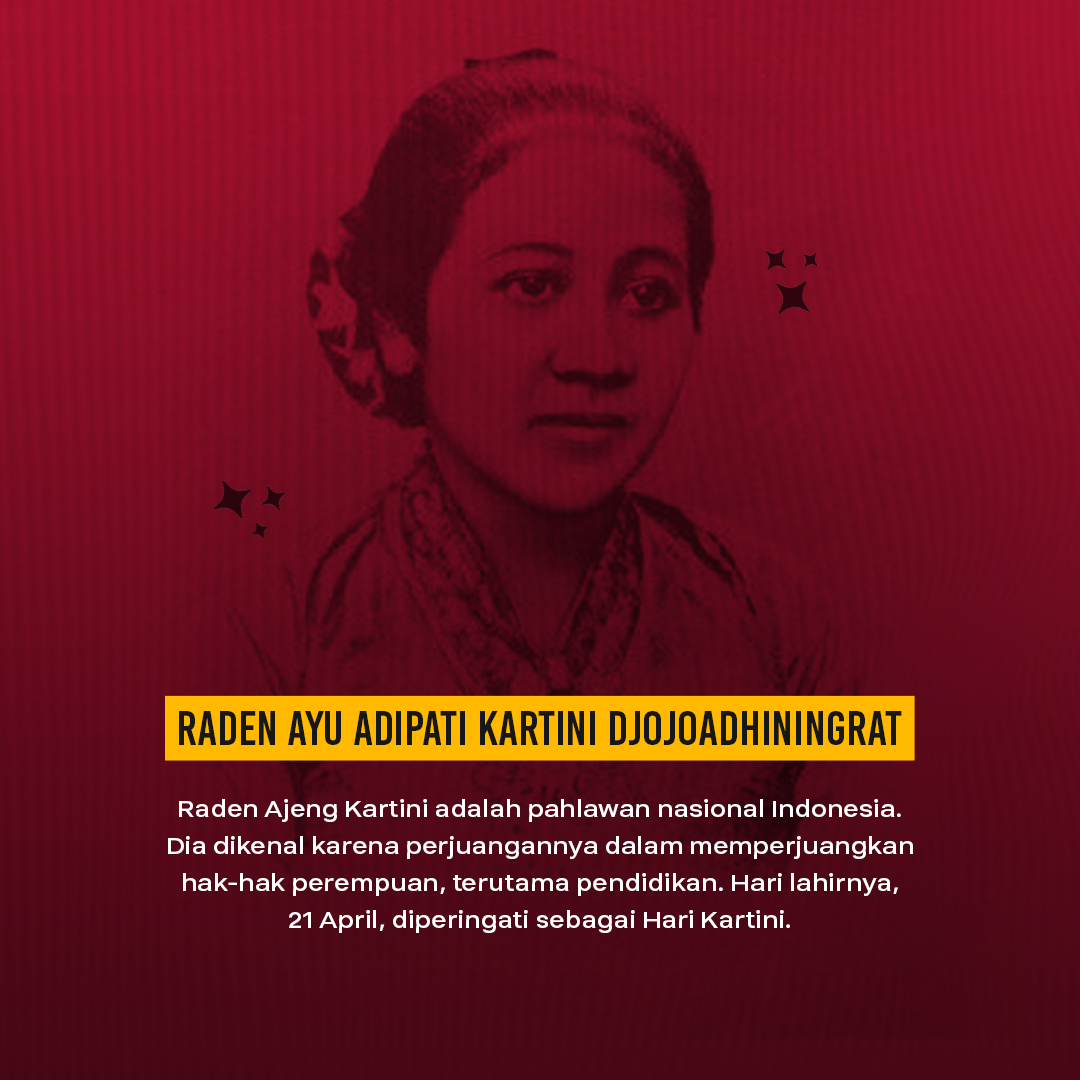 RADEN AYU ADIPATI KARTINI DJOJOADHININGRAT
Raden Ajeng Kartini adalah pahlawan nasional Indonesia.
Dia dikenal karena perjuangannya dalam memperjuangkan
hak-hak perempuan, terutama pendidikan. Hari lahirnya,
21 April, diperingati sebagai Hari Kartini.